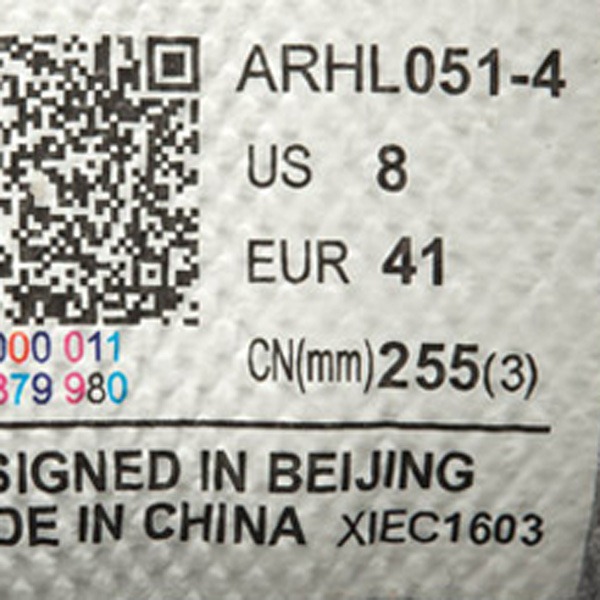 ARHL051-4
US 8
EUR 41
CN(mm)255(3)
000 011
879 980
SIGNED IN BEIJING
DE IN CHINA XIEC1603